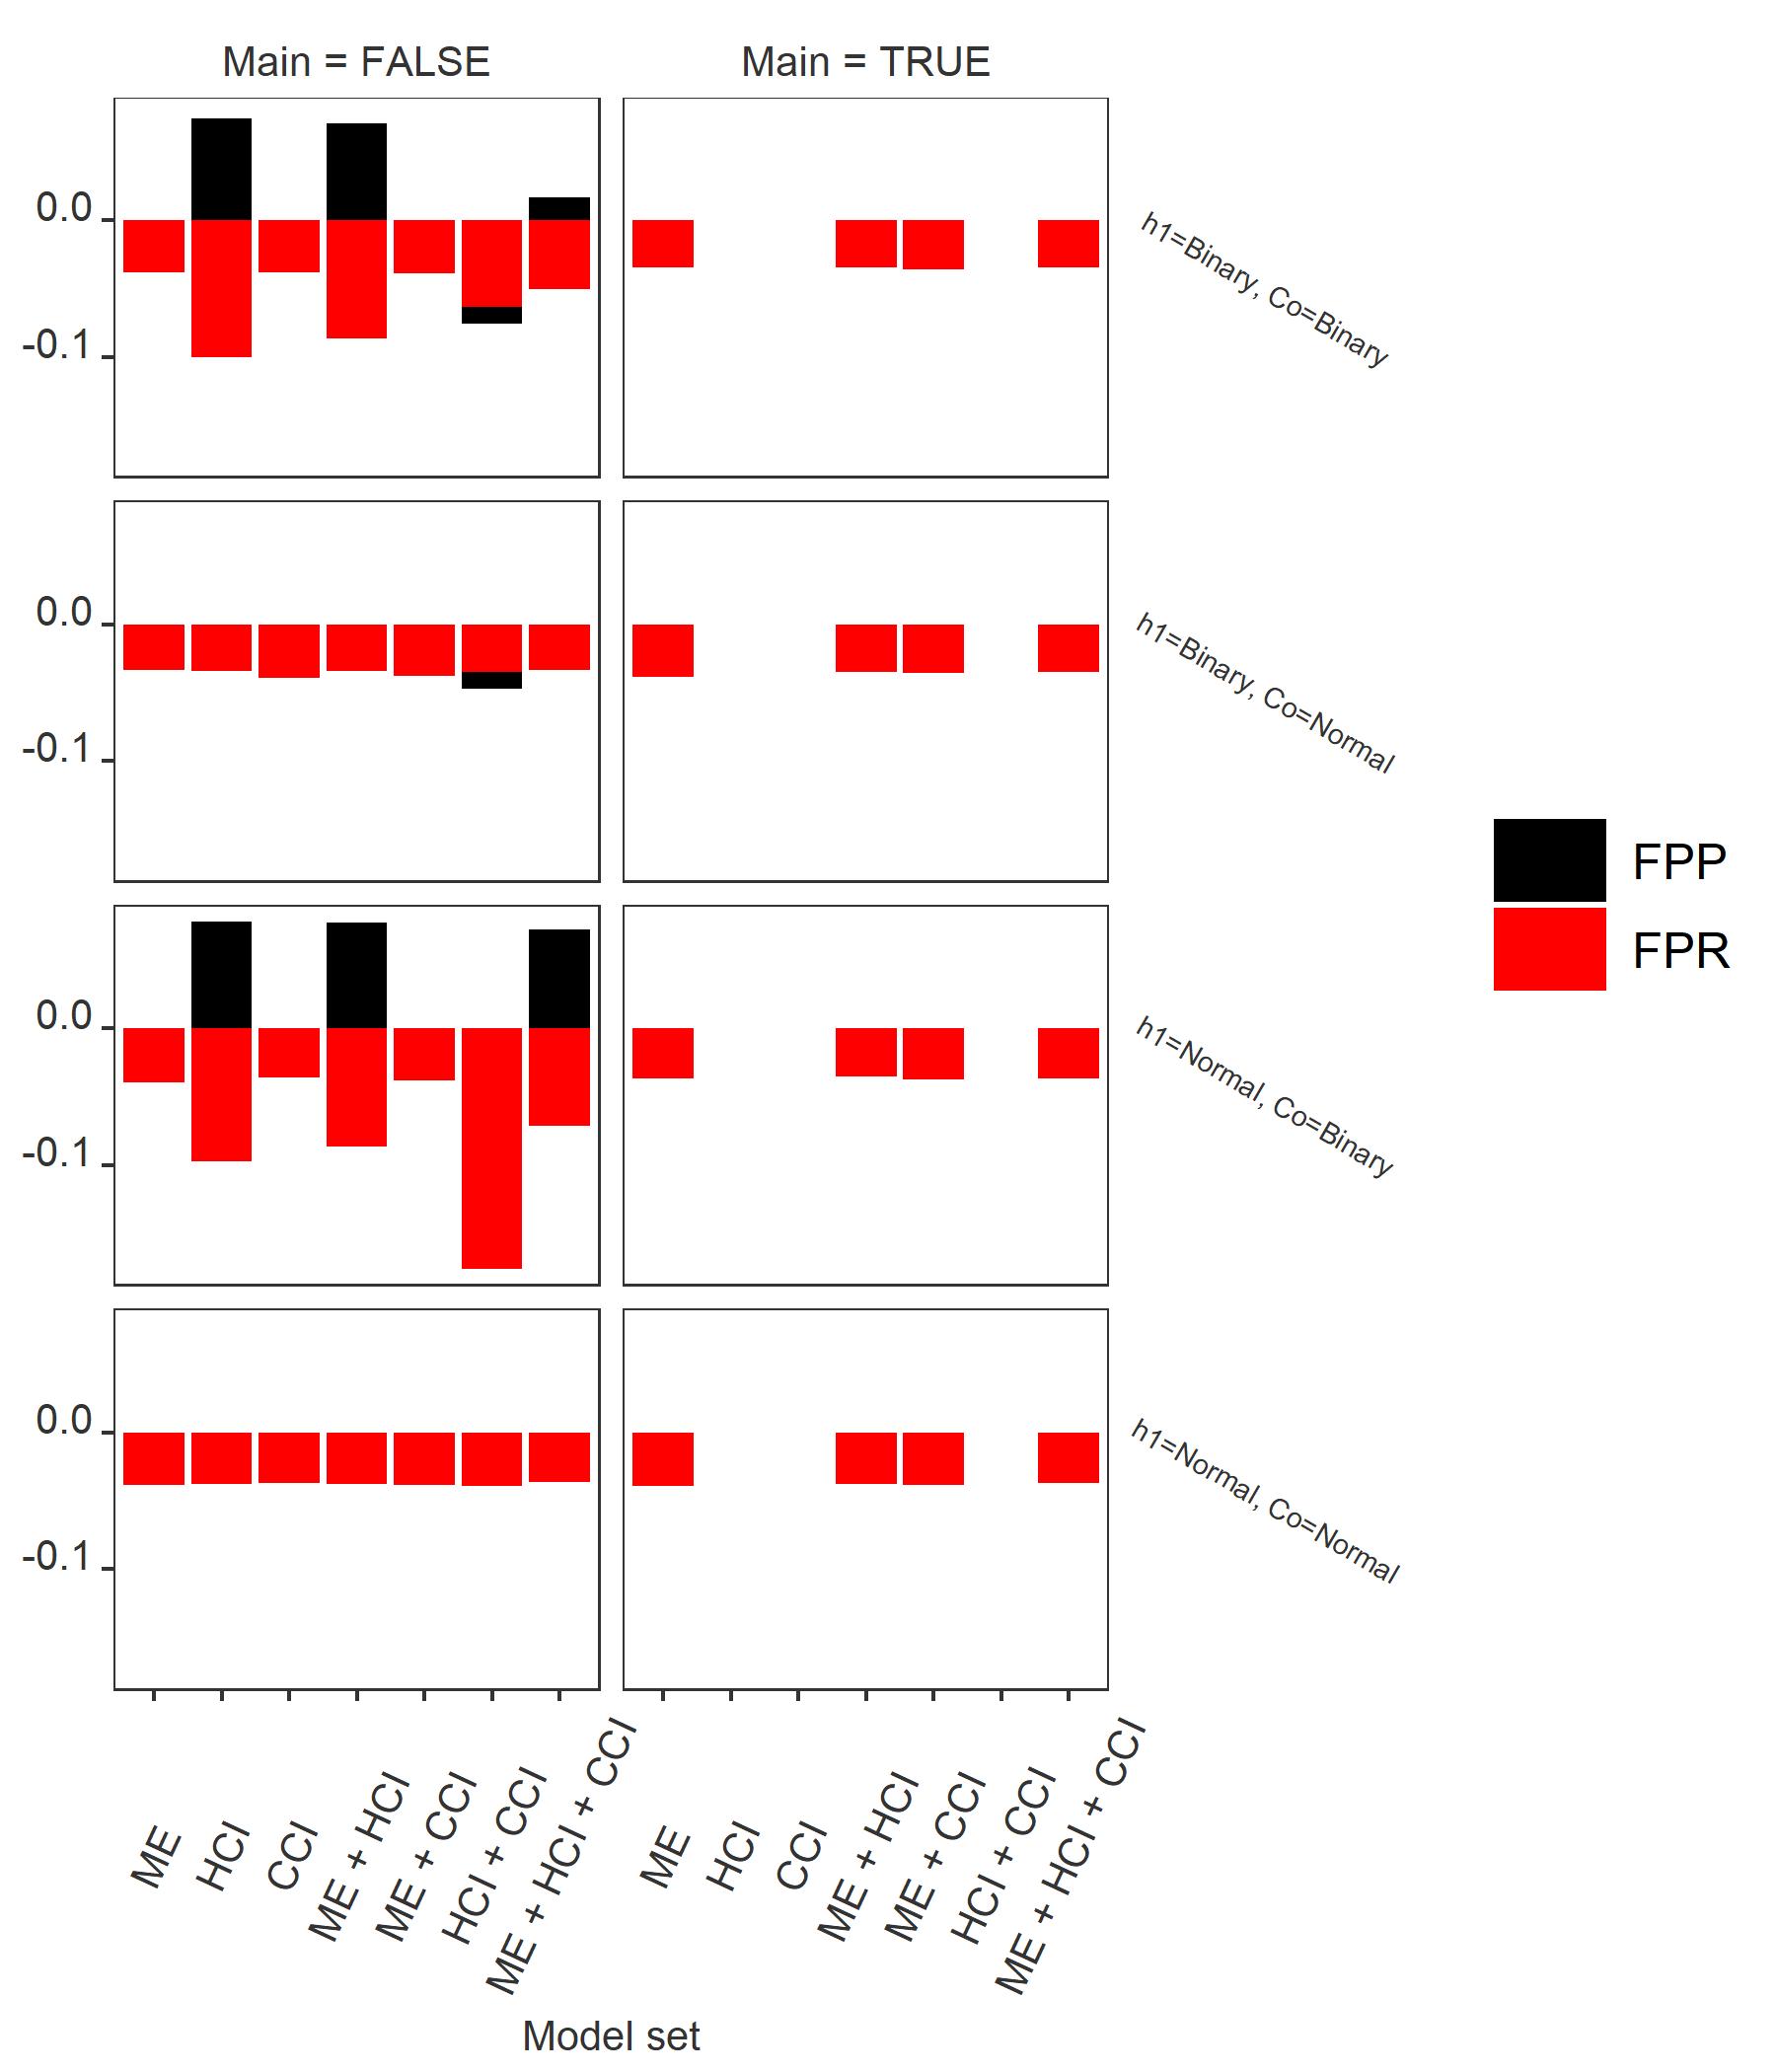 Main = FALSE
Main = TRUE
0.0
-0.1
h1=Binary, Co=Binary
0.0
-0.1
h1=Binary, Co=Normal
FPP
FPR
0.0
-0.1
h1=Normal, Co=Binary
0.0
-0.1
h1=Normal, Co=Normal
ME
HCI
CCI
ME + HCI
ME + CCI
HCI + CCI
ME + HCI + CCI
ME
HCI
CCI
ME + HCI
ME + CCI
HCI + CCI
ME + HCI + CCI
Model set